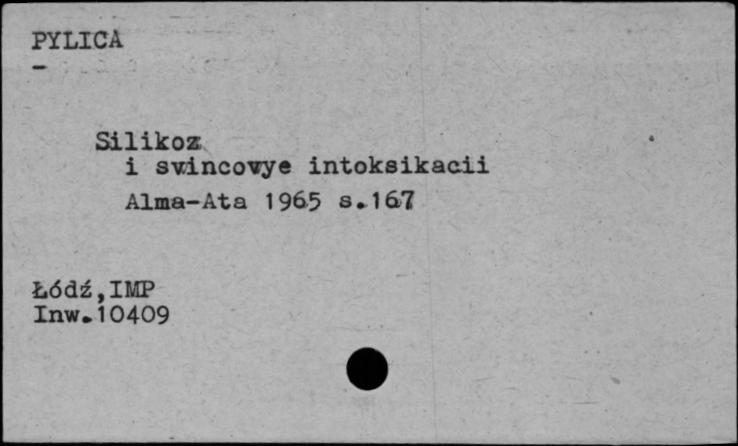 PYLICA
-
Silikoz
i svincovye intoksikacii
Alma-Ata 1965 s.167
Łódź,IMP
Inw.10409